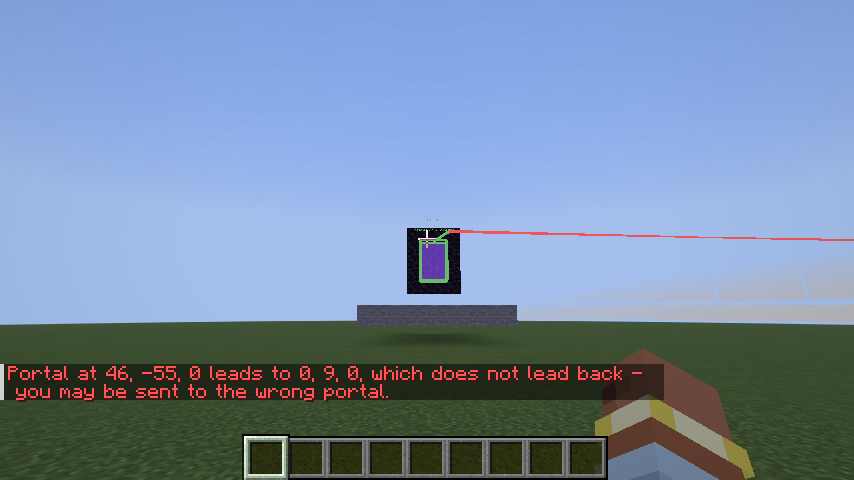 Portal at 46, -55, 0 leads to 0, 9, 0, which does not lead back -
you may be sent to the wrong portal.